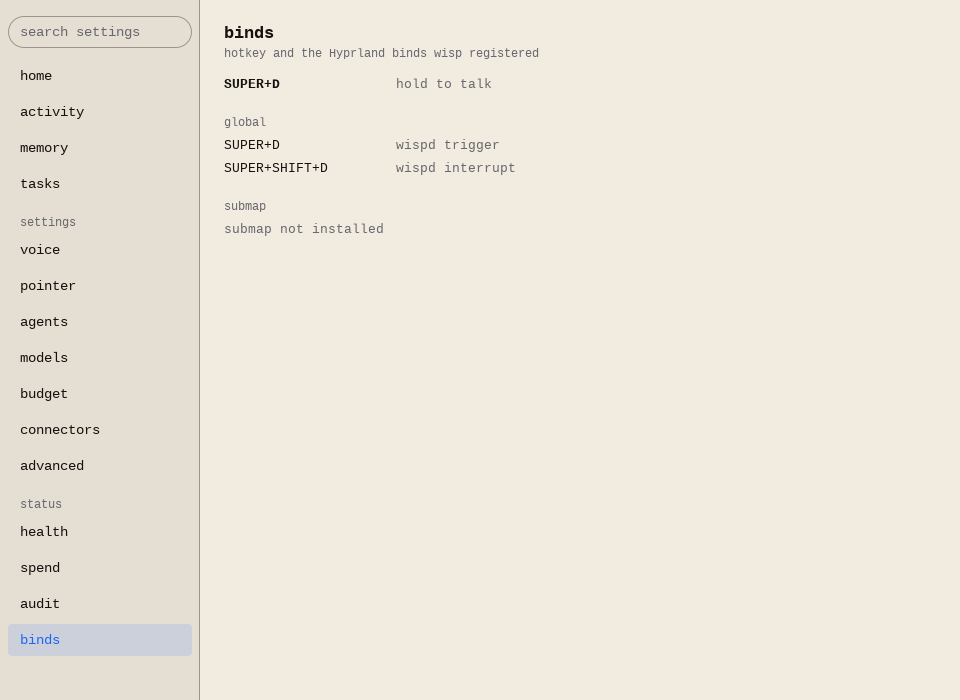 search settings
home
activity
memory
tasks
settings
voice
pointer
agents
models
budget
connectors
advanced
status
health
spend
audit
binds
binds
hotkey and the Hyprland binds wisp registered
SUPER+D hold to talk
global
SUPER+D wispd trigger
SUPER+SHIFT+D wispd interrupt
submap
submap not installed